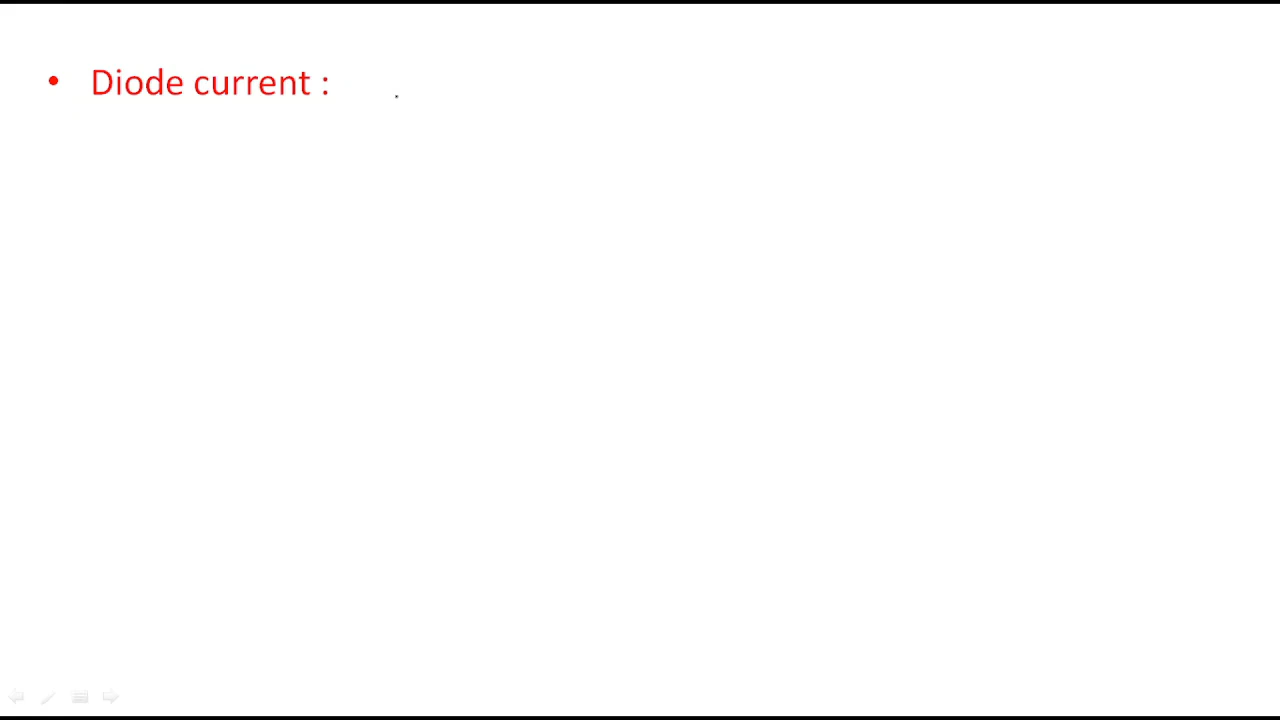 • Diode current :